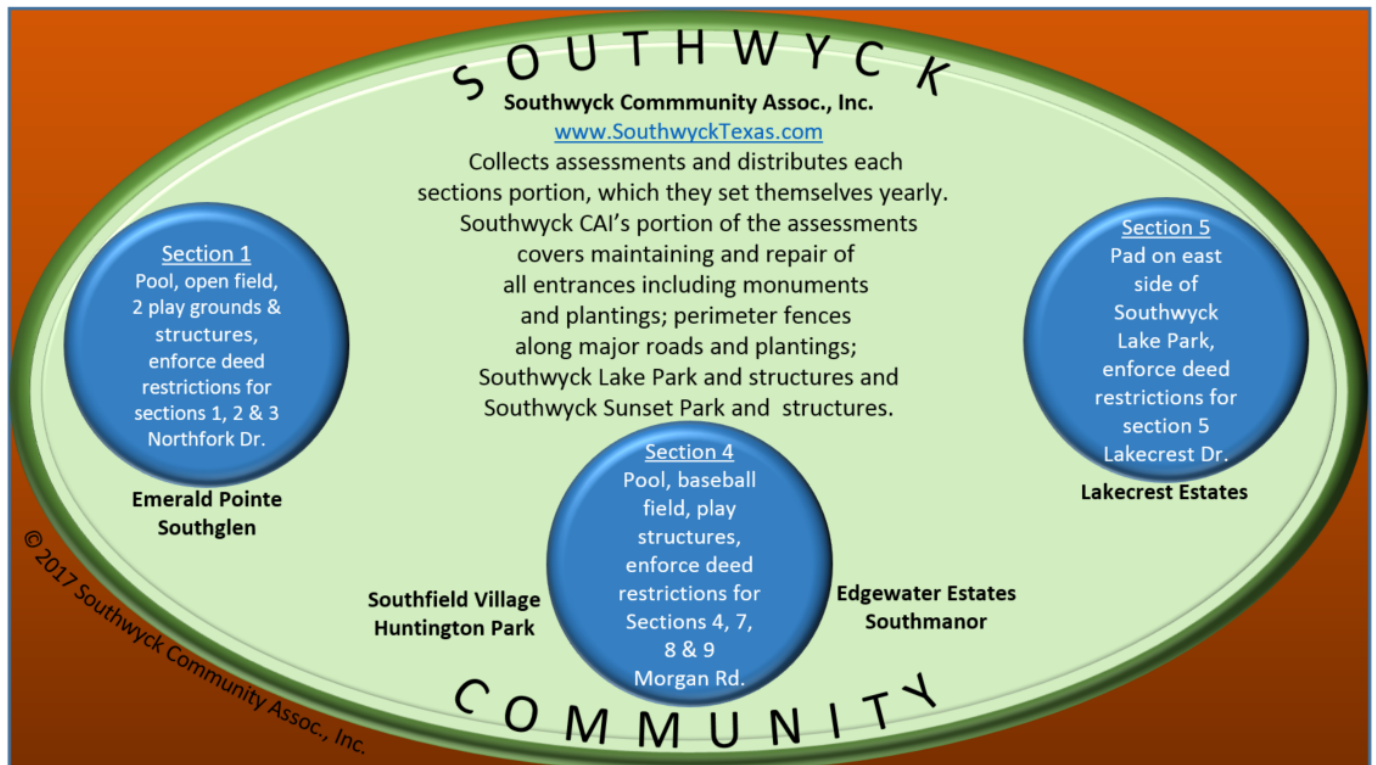 SOUTHWYCK
Southwyck Commmunity Assoc., Inc.
www.SouthwyckTexas.com
Collects assessments and distributes each
sections portion, which they set themselves yearly.
Southwyck CAI’s portion of the assessments
covers maintaining and repair of
all entrances including monuments
and plantings; perimeter fences
along major roads and plantings;
Southwyck Lake Park and structures and
Southwyck Sunset Park and structures.
Section 1
Pool, open field,
2 play grounds &
structures,
enforce deed
restrictions for
sections 1, 2 & 3
Northfork Dr.
Emerald Pointe
Southglen
Section 4
Pool, baseball
field, play
structures,
enforce deed
restrictions for
Sections 4, 7,
8 & 9
Morgan Rd.
Southfield Village
Huntington Park
Edgewater Estates
Southmanor
Section 5
Pad on east
side of
Southwyck
Lake Park,
enforce deed
restrictions for
section 5
Lakecrest Dr.
Lakecrest Estates
COMMUNITY
© 2017 Southwyck Community Assoc., Inc.